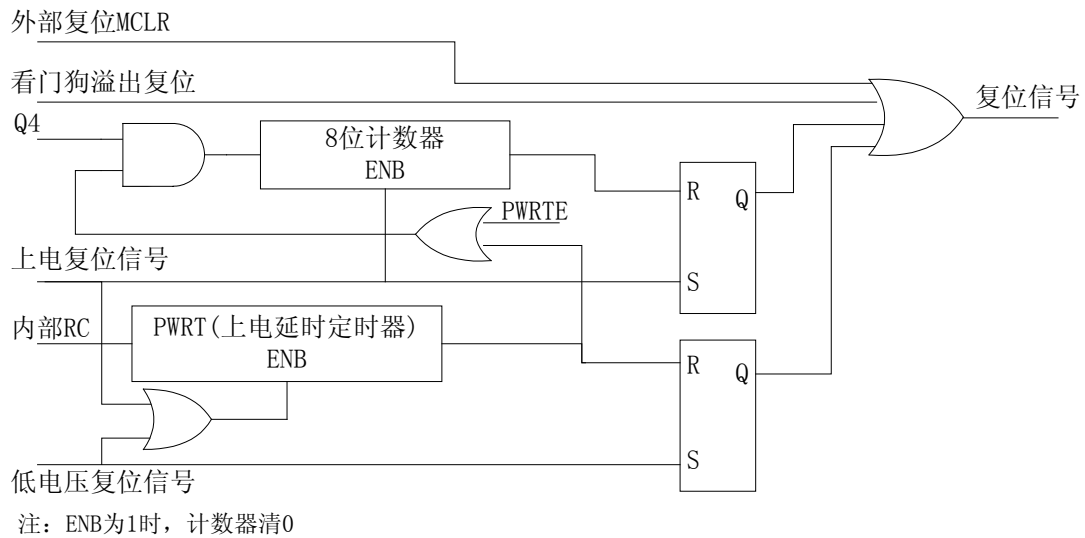 外部复位MCLR
看门狗溢出复位
复位信号
Q4
8位计数器
ENB
R
Q
PWRTE
上电复位信号
S
内部RC
PWRT(上电延时定时器)
ENB
R
Q
S
低电压复位信号
注：ENB为1时，计数器清0